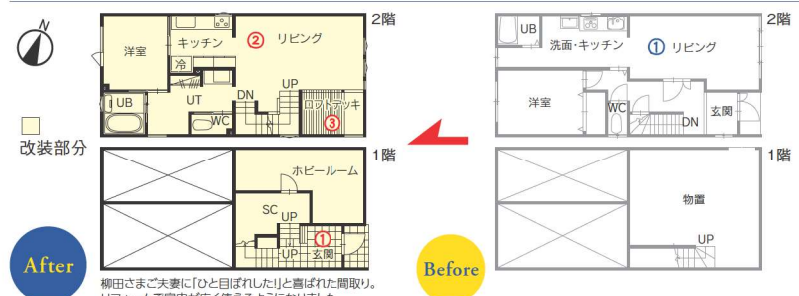 N
2階
洋室
キッチン
②
リビング
冷
UP
UB
UT
DN
ロフトデッキ
WC
③
改装部分
1階
ホビールーム
SC
UP
①
UP
玄関
After
柳田さまご夫妻に「ひと目ぼれした!」と喜ばれた間取り。
2階
UB
洗面・キッチン
①
リビング
洋室
WC
玄関
DN
1階
物置
UP
Before